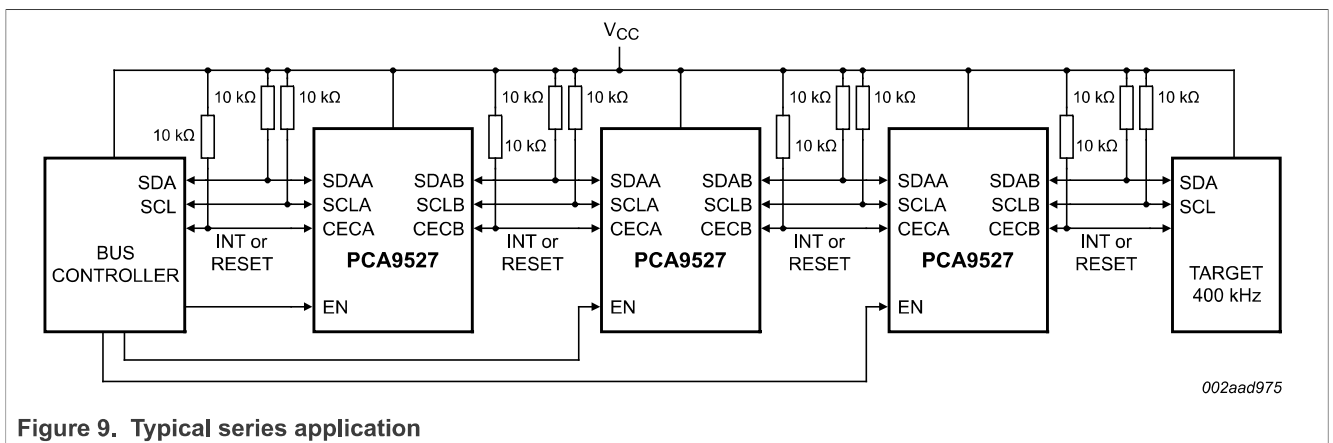 VCC
10 kΩ 10 kΩ 10 kΩ 10 kΩ 10 kΩ 10 kΩ 10 kΩ 10 kΩ
10 kΩ 10 kΩ 10 kΩ 10 kΩ
SDA SDAA SDAB SDAA SDAB SDAA SDAB SDA
SCL SCLA SCLB SCLA SCLB SCLA SCLB SCL
CECA CECB CECA CECB CECA CECB
BUS CONTROLLER
INT or RESET
PCA9527
INT or RESET
PCA9527
INT or RESET
PCA9527
INT or RESET
TARGET
400 kHz
EN EN EN
002aad975
Figure 9. Typical series application